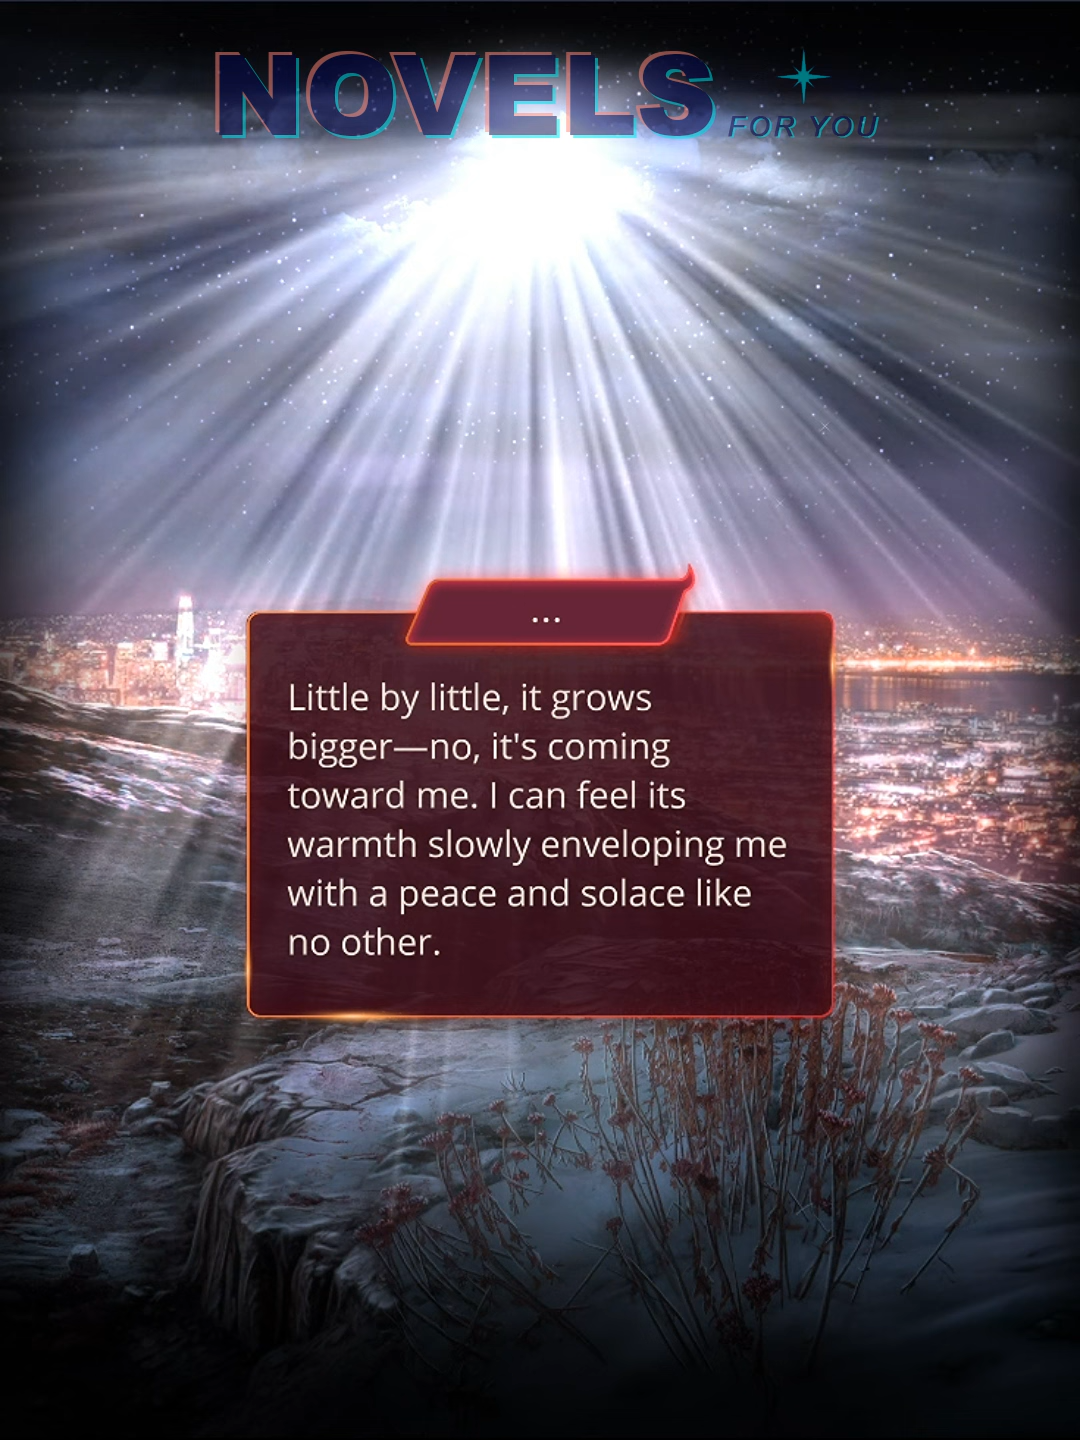 NOVELS
FOR YOU
...
Little by little, it grows
bigger—no, it's coming
toward me. I can feel its
warmth slowly enveloping me
with a peace and solace like
no other.